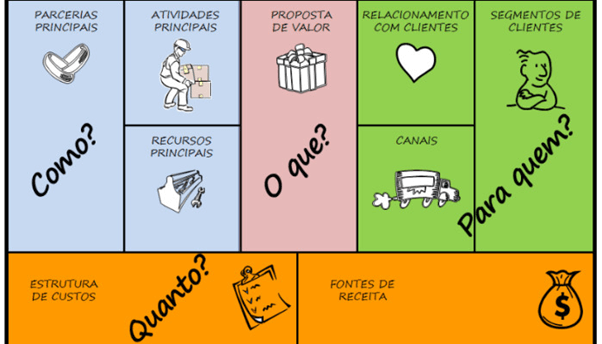 PARCERIAS
PRINCIPAIS
ATIVIDADES
PRINCIPAIS
PROPOSTA
DE VALOR
RELACIONAMENTO
COM CLIENTES
SEGMENTOS DE
CLIENTES
Como?
RECURSOS
PRINCIPAIS
O que?
CANAIS
Para quem?
ESTRUTURA
DE CUSTOS
Quanto?
FONTES DE
RECEITA
$